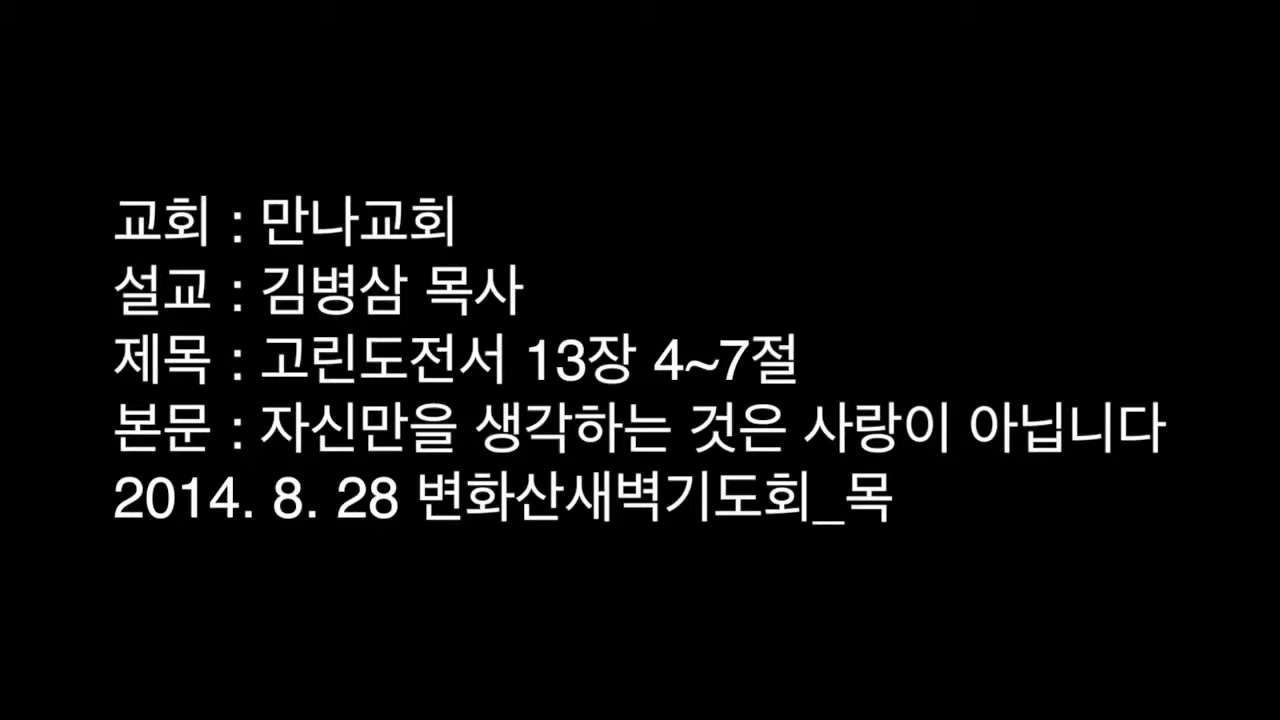 교회 : 만나교회
설교 : 김병삼 목사
제목 : 고린도전서 13장 4~7절
본문 : 자신만을 생각하는 것은 사랑이 아닙니다
2014. 8. 28 변화산새벽기도회_목